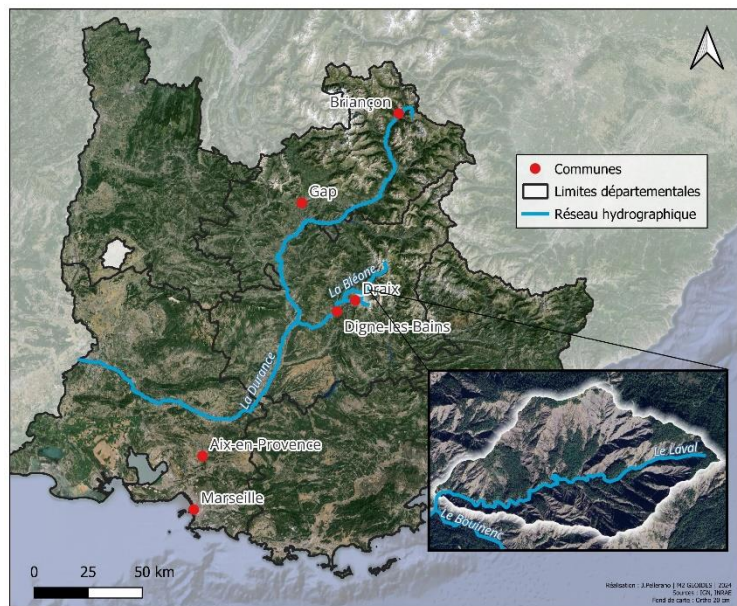 Briançon
Communes
Limites départementales
Réseau hydrographique
Gap
La Bléone
Draix
Digne-les-Bains
La Durance
Le Laval
Le Bouinenc
Aix-en-Provence
Marseille
0 25 50 km
Réalisation : J.Pellerano | M2 GEOIDES | 2024
Sources : IGN, INRAE
Fond de carte : Ortho 20 cm